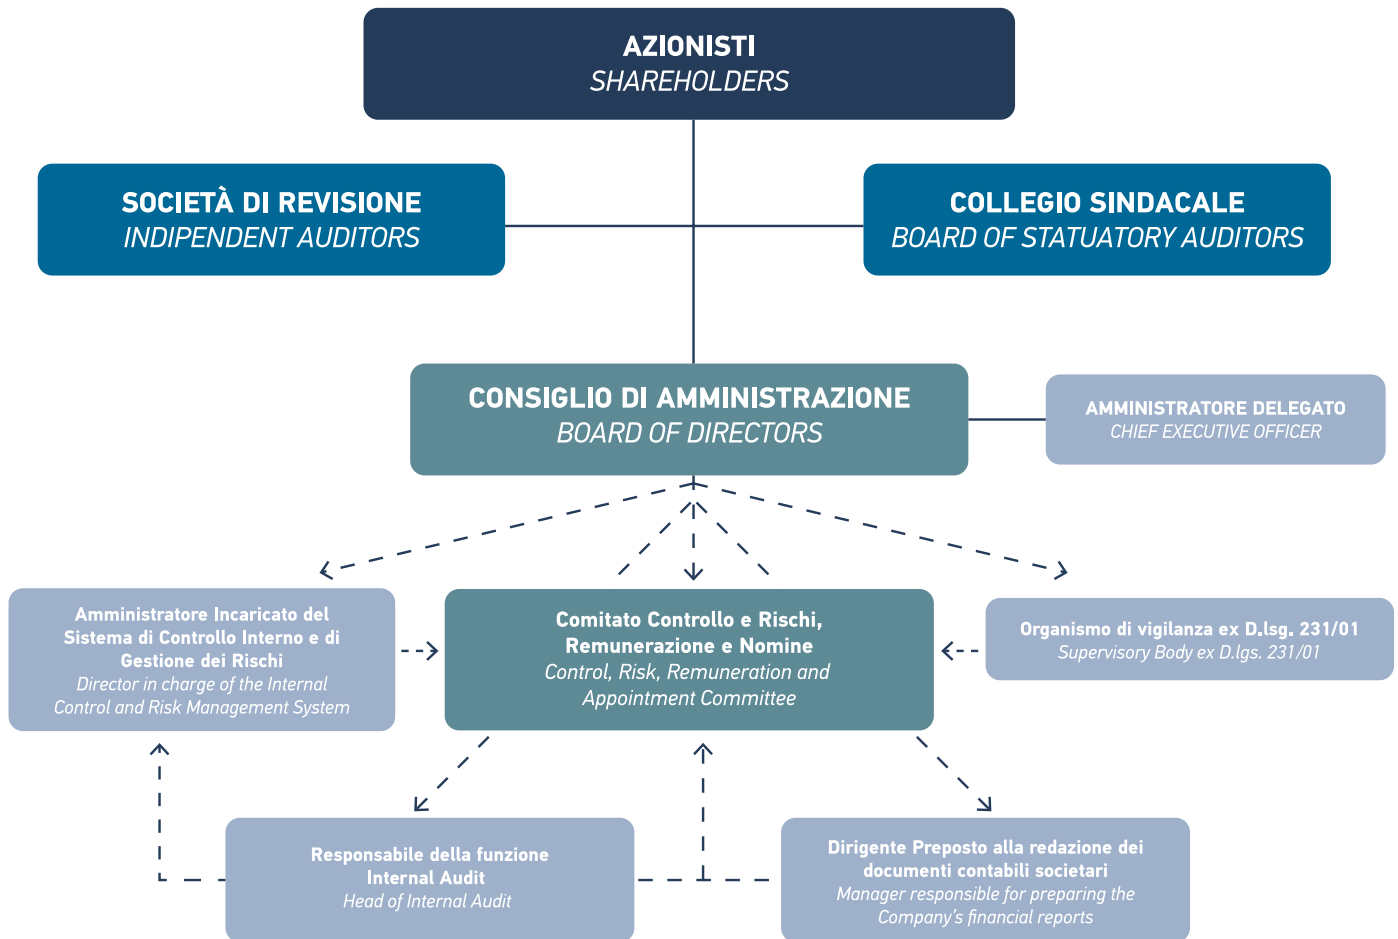 AZIONISTI
SHAREHOLDERS
SOCIETÀ DI REVISIONE
INDIPENDENT AUDITORS
COLLEGIO SINDACALE
BOARD OF STATUATORY AUDITORS
CONSIGLIO DI AMMINISTRAZIONE
BOARD OF DIRECTORS
AMMINISTRATORE DELEGATO
CHIEF EXECUTIVE OFFICER
Amministratore Incaricato del
Sistema di Controllo Interno e di
Gestione dei Rischi
Director in charge of the Internal
Control and Risk Management System
Comitato Controllo e Rischi,
Remunerazione e Nomine
Control, Risk, Remuneration and
Appointment Committee
Organismo di vigilanza ex D.lsg. 231/01
Supervisory Body ex D.lgs. 231/01
Responsabile della funzione
Internal Audit
Head of Internal Audit
Dirigente Preposto alla redazione dei
documenti contabili societari
Manager responsible for preparing the
Company's financial reports